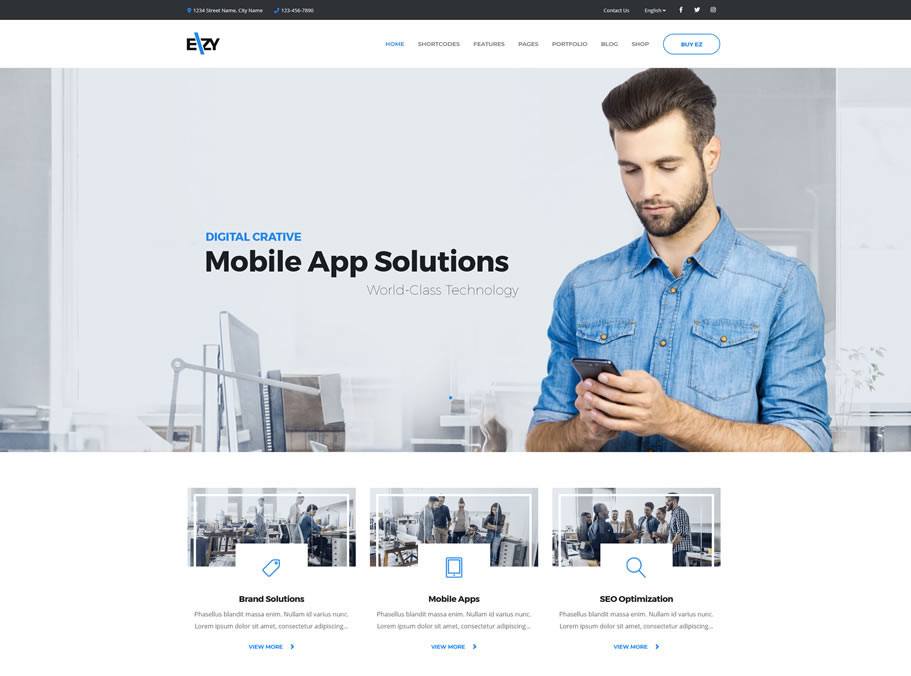 1234 Street Name, City Name 123-456-7890 Contact Us English
EZY HOME SHORTCODES FEATURES PAGES PORTFOLIO BLOG SHOP BUY EZ
DIGITAL CRATIVE
Mobile App Solutions
World-Class Technology
Brand Solutions Mobile Apps SEO Optimization
Phasellus blandit massa enim. Nullam id varius nunc. Phasellus blandit massa enim. Nullam id varius nunc. Phasellus blandit massa enim. Nullam id varius nunc.
Lorem ipsum dolor sit amet, consectetur adipiscing... Lorem ipsum dolor sit amet, consectetur adipiscing... Lorem ipsum dolor sit amet, consectetur adipiscing...
VIEW MORE VIEW MORE VIEW MORE